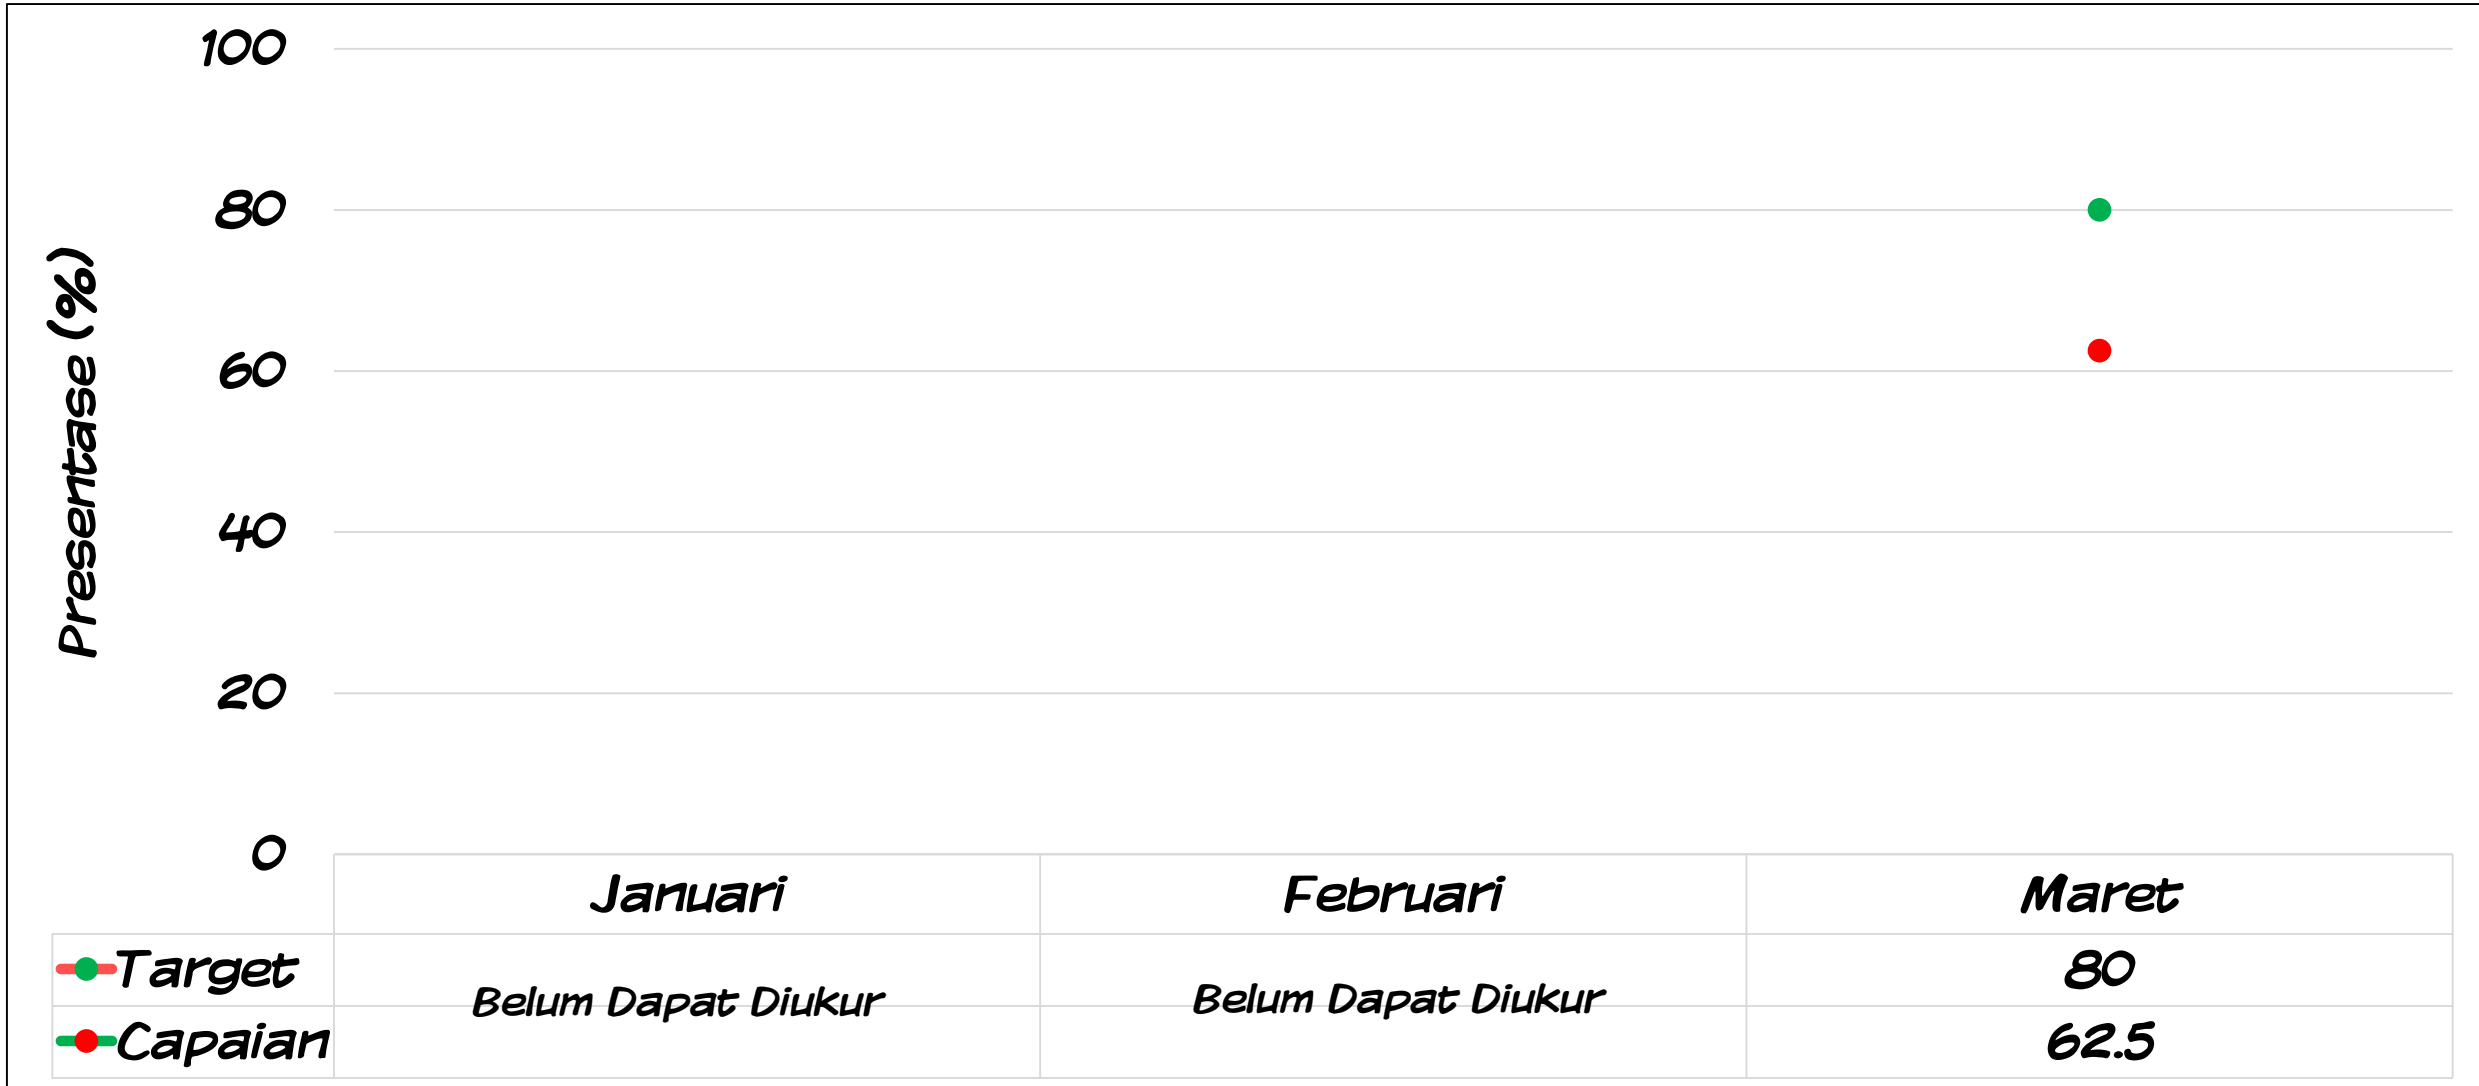 100
80
60
40
20
0
Presentase (%)
Januari Februari Maret
Target 80
Belum Dapat Diukur Belum Dapat Diukur
Capaian 62.5